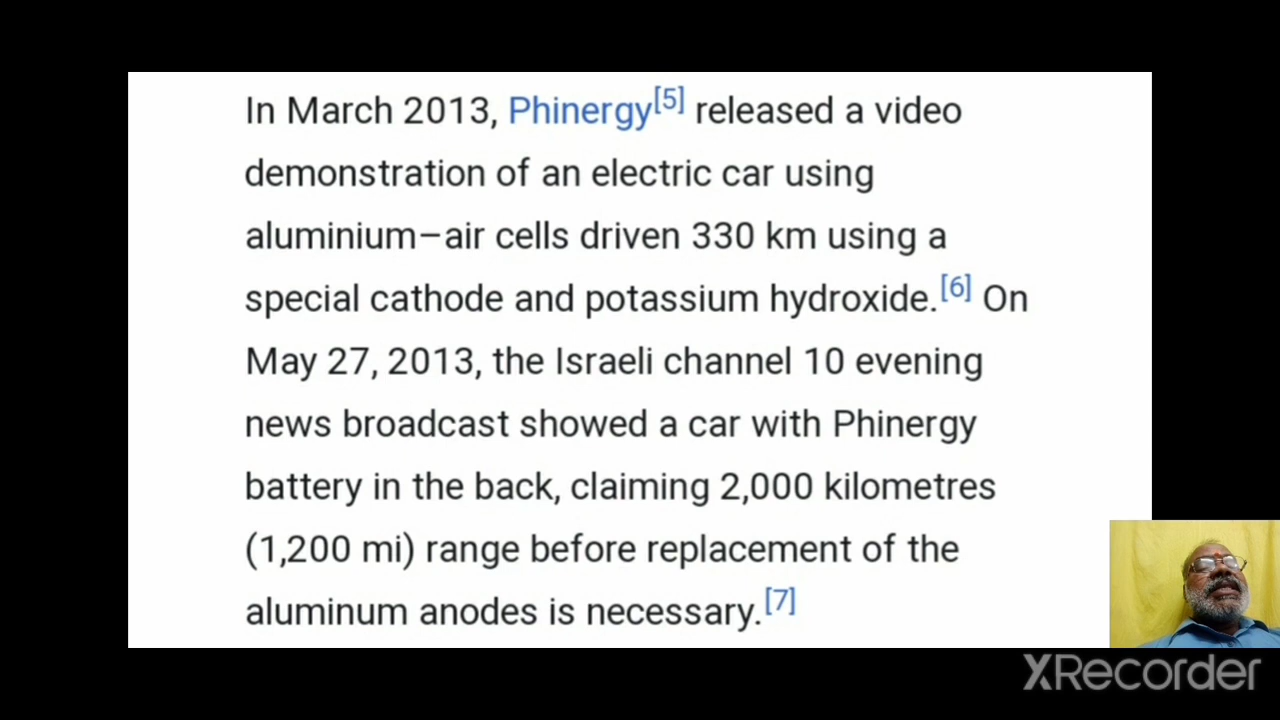 In March 2013, Phinergy[5] released a video
demonstration of an electric car using
aluminium–air cells driven 330 km using a
special cathode and potassium hydroxide.[6] On
May 27, 2013, the Israeli channel 10 evening
news broadcast showed a car with Phinergy
battery in the back, claiming 2,000 kilometres
(1,200 mi) range before replacement of the
aluminum anodes is necessary.[7]
XRecorder